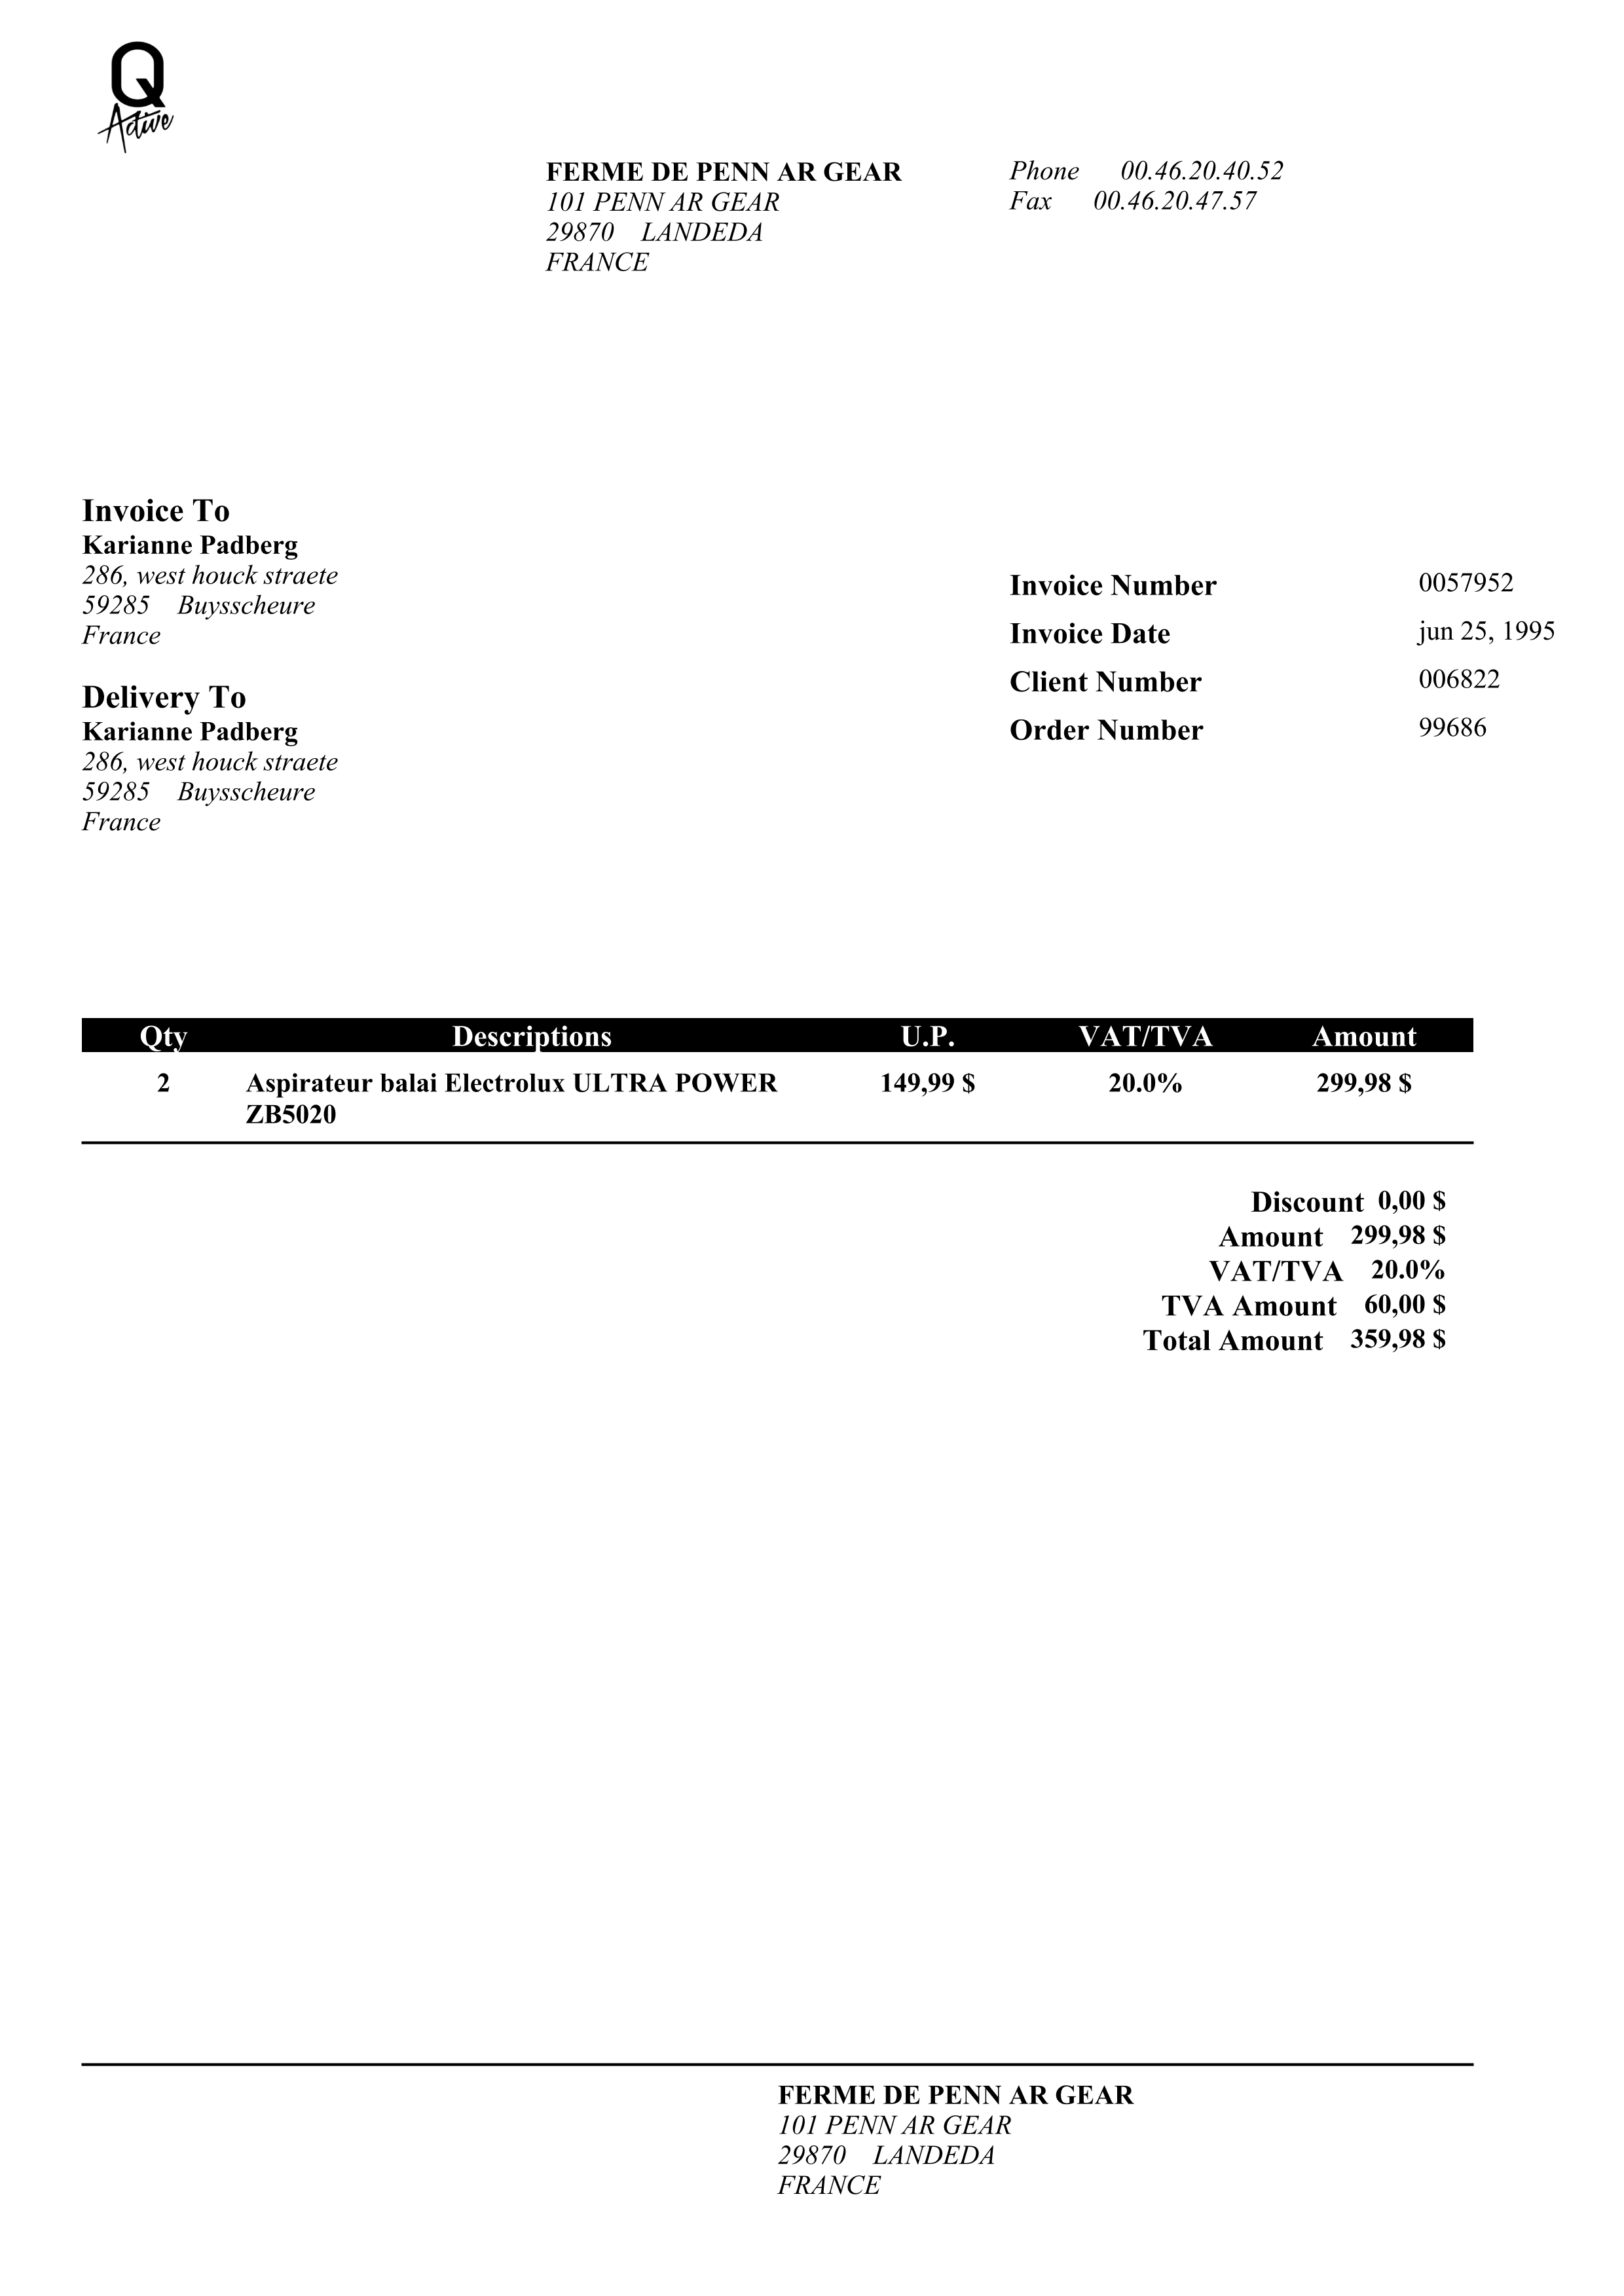 Q
Active
FERME DE PENN AR GEAR
101 PENN AR GEAR
29870 LANDEDA
FRANCE
Phone 00.46.20.40.52
Fax 00.46.20.47.57
Invoice To
Karianne Padberg
286, west houck straete
59285 Buysscheure
France
Delivery To
Karianne Padberg
286, west houck straete
59285 Buysscheure
France
Invoice Number 0057952
Invoice Date jun 25, 1995
Client Number 006822
Order Number 99686
Qty Descriptions U.P. VAT/TVA Amount
2 Aspirateur balai Electrolux ULTRA POWER 149,99 $ 20.0% 299,98 $
ZB5020
Discount 0,00 $
Amount 299,98 $
VAT/TVA 20.0%
TVA Amount 60,00 $
Total Amount 359,98 $
FERME DE PENN AR GEAR
101 PENN AR GEAR
29870 LANDEDA
FRANCE